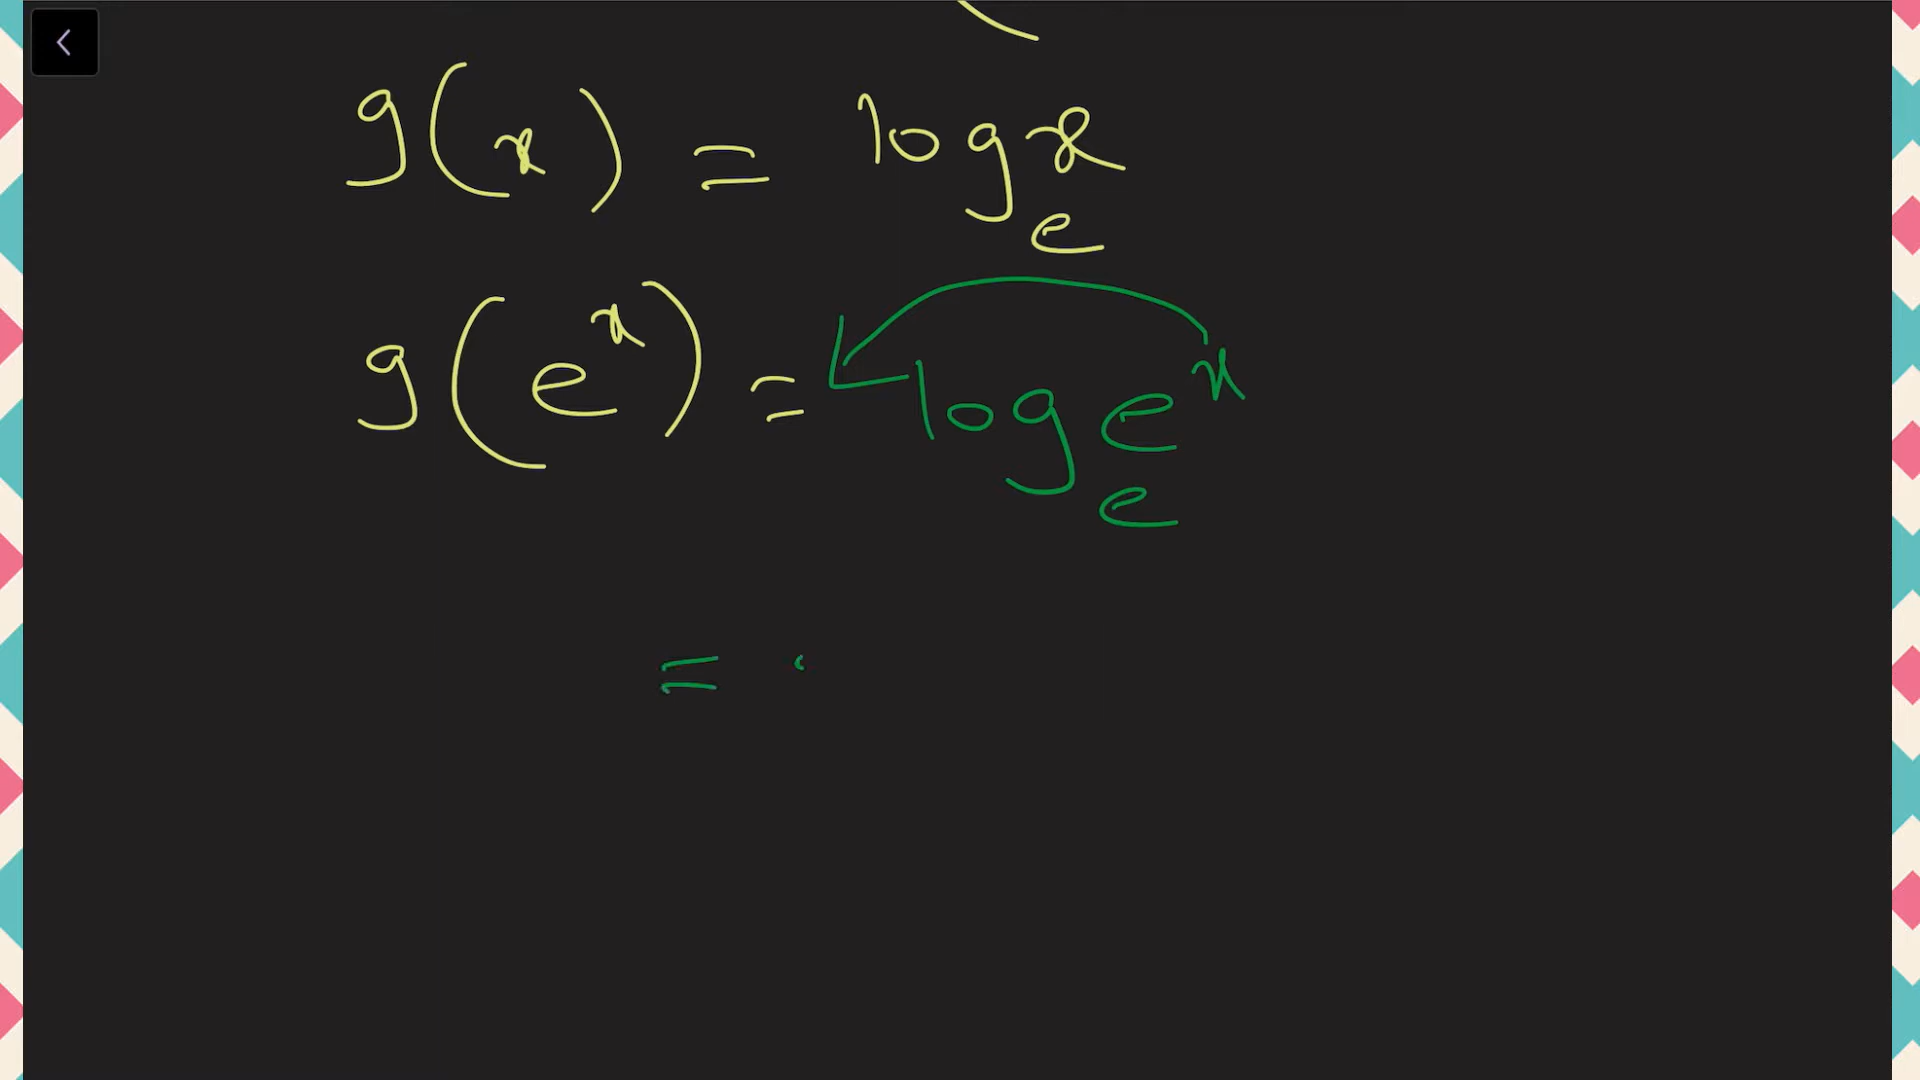 g(x) = log_e x
g(e^x) = log_e e^x
=